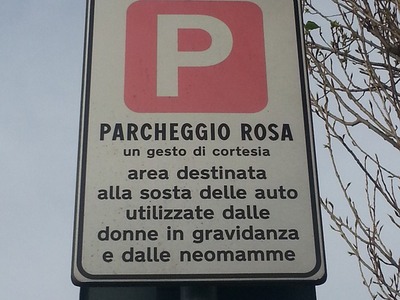 P
PARCHEGGIO ROSA
un gesto di cortesia
area destinata
alla sosta delle auto
utilizzate dalle
donne in gravidanza
e dalle neomamme